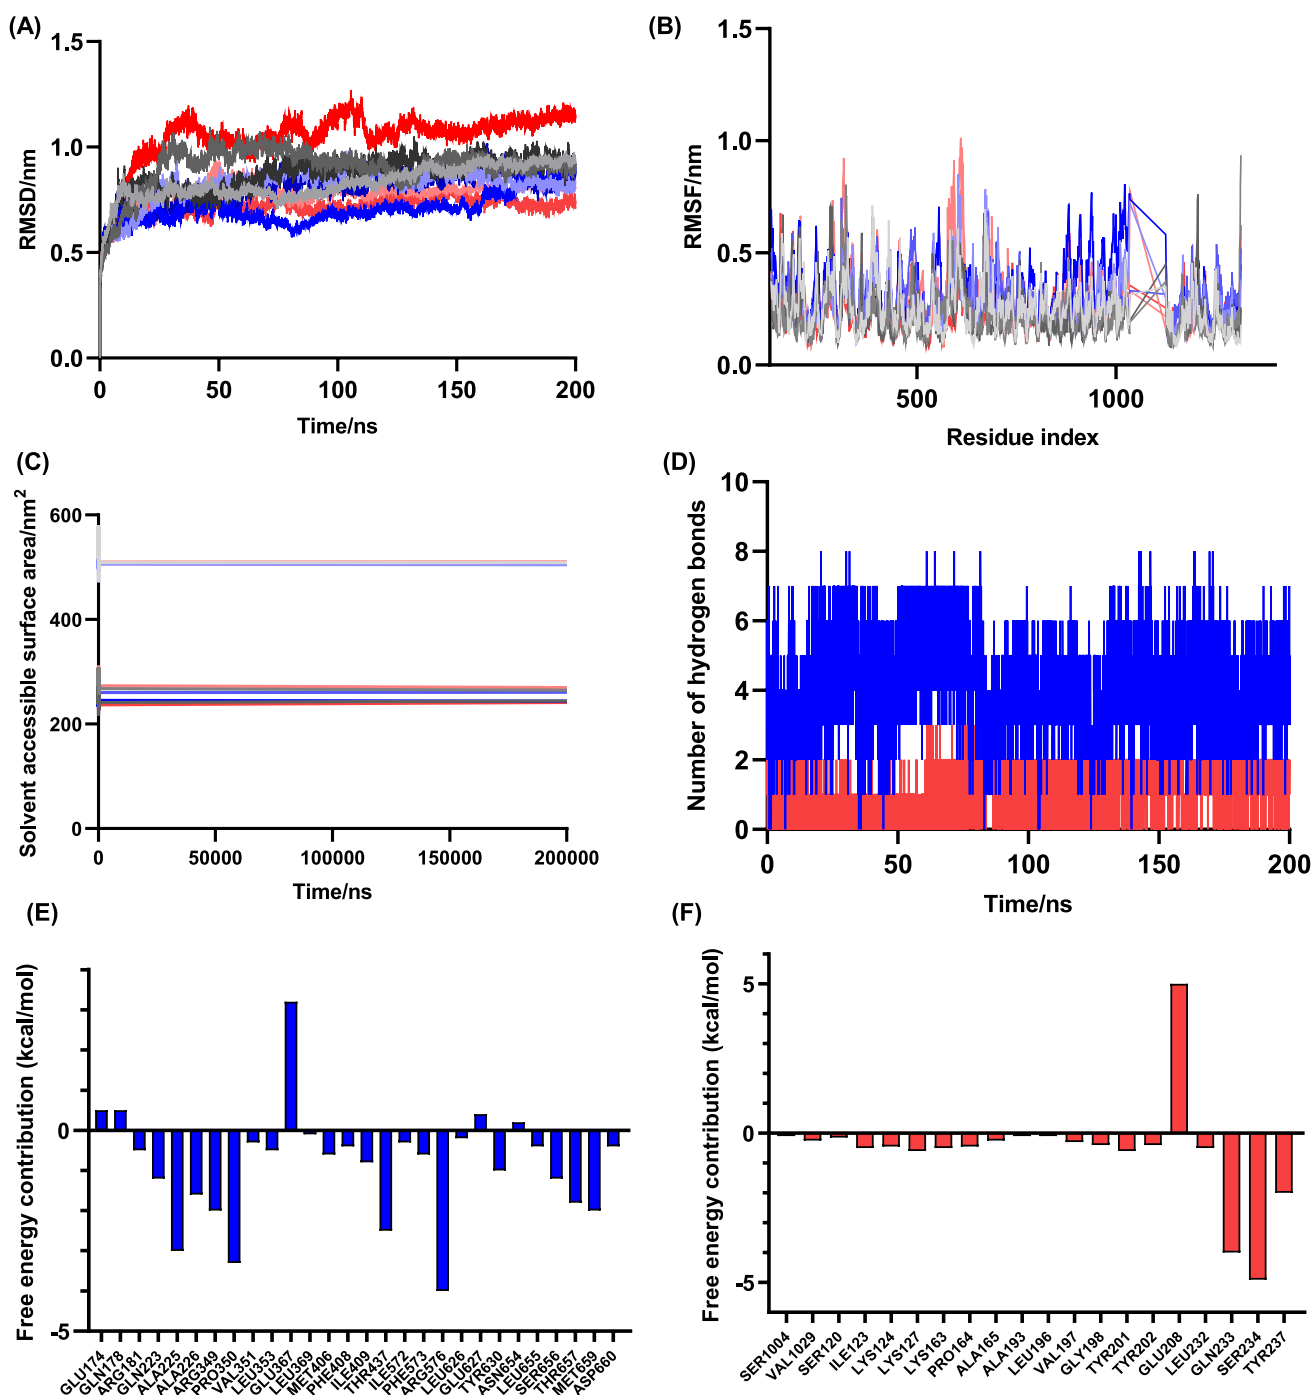 (A)
1.5
1.0
0.5
0.0
RMSD/nm
0
50
100
150
200
Time/ns
(B)
1.5
1.0
0.5
0.0
RMSF/nm
500
1000
Residue index
(C)
600
400
200
0
Solvent accessible surface area/nm²
0
50000
100000
150000
200000
Time/ns
(D)
10
8
6
4
2
0
Number of hydrogen bonds
0
50
100
150
200
Time/ns
(E)
0
-5
Free energy contribution (kcal/mol)
GLU174
GLN178
ARG181
GLN223
ALA225
ALA226
ARG349
PRO350
VAL351
LEU353
GLU367
LEU369
MET406
PHE408
ILE409
THR437
ILE572
PHE573
ARG576
LEU626
GLU627
TYR630
ASN654
LEU655
SER656
THR657
MET659
ASP660
(F)
5
0
-5
Free energy contribution (kcal/mol)
SER1004
VAL1029
SER120
ILE123
LYS124
LYS127
LYS163
PRO164
ALA165
ALA193
LEU196
VAL197
GLY198
TYR201
TYR202
GLU208
LEU232
GLN233
SER234
TYR237